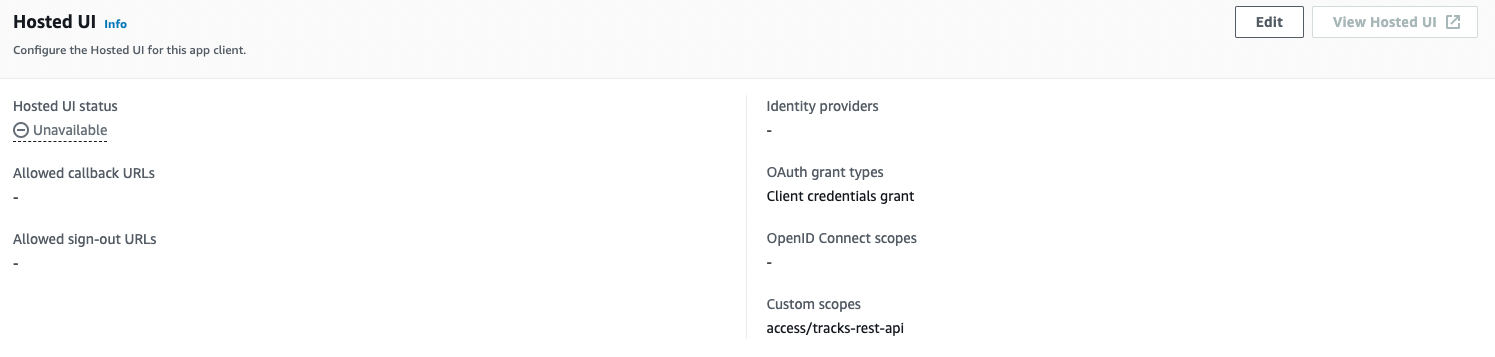 Hosted UI Info
Edit
View Hosted UI
Configure the Hosted UI for this app client.
Hosted UI status
Unavailable
Allowed callback URLs
-
Allowed sign-out URLs
-
Identity providers
-
OAuth grant types
Client credentials grant
OpenID Connect scopes
-
Custom scopes
access/tracks-rest-api